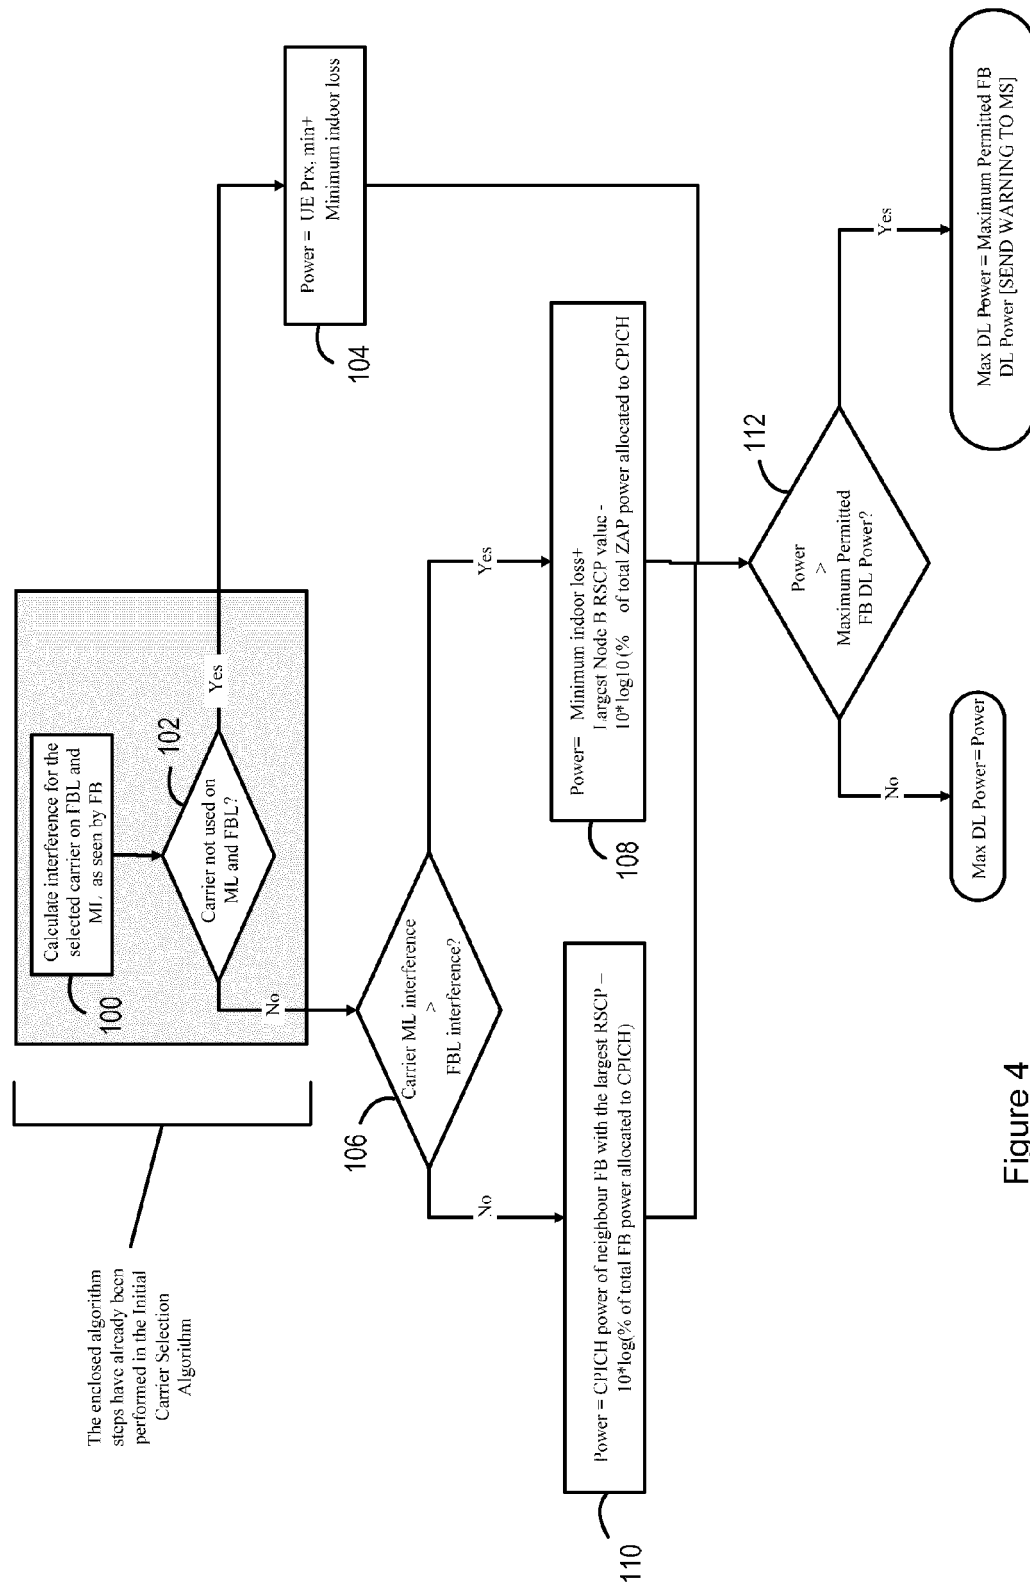 The enclosed algorithm
steps have already been
performed in the Initial
Carrier Selection
Algorithm
Calculate interference for the
selected carrier on FBL and
ML as seen by FB
100
Carrier not used on
ML and FBL?
102
Yes
No
Power = UE Prx, min+
Minimum indoor loss
104
Carrier ML interference
>
FBL interference?
106
Yes
No
Power= Minimum indoor loss+
Largest Node B RSCP value -
10* log10 (% of total ZAP power allocated to CPICH
108
Power = CPICH power of neighbour FB with the largest RSCP –
10*log(% of total FB power allocated to CPICH)
110
Power
>
Maximum Permitted
FB DL Power?
112
No
Yes
Max DL Power=Power
Max DL Power = Maximum Permitted FB
DL Power [SEND WARNING TO MS]
Figure 4